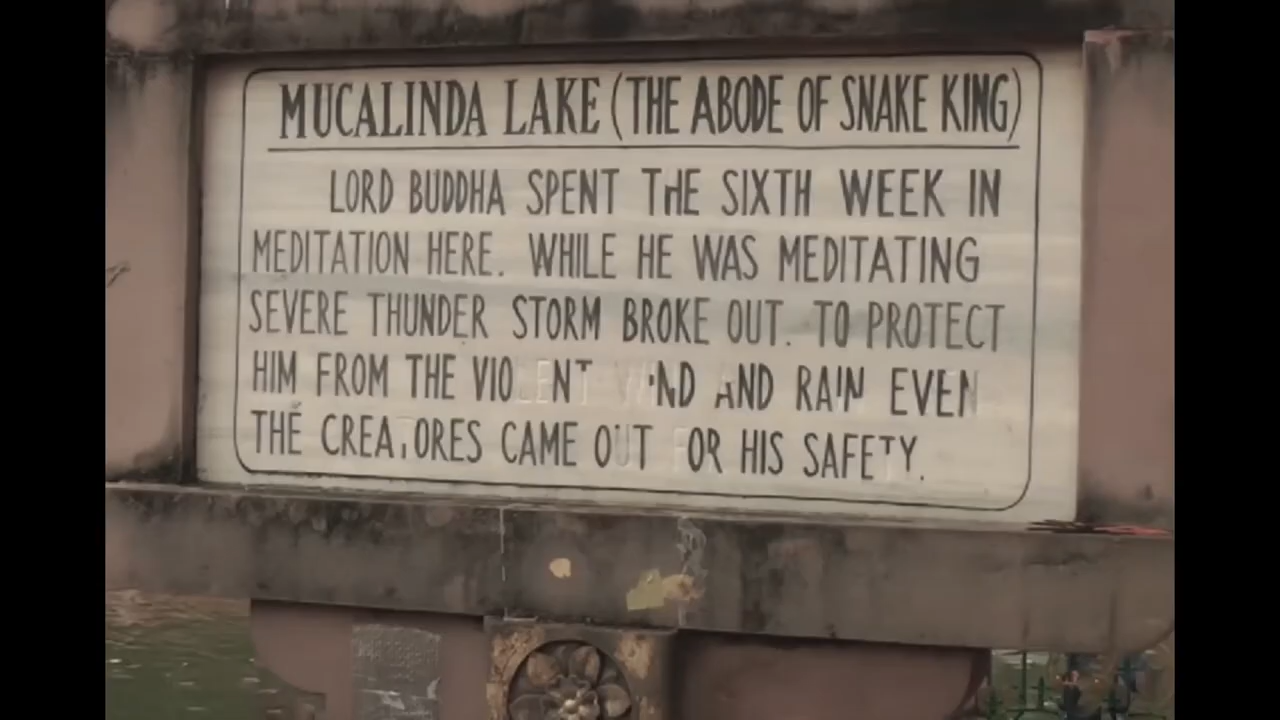 MUCALINDA LAKE (THE ABODE OF SNAKE KING)
LORD BUDDHA SPENT THE SIXTH WEEK IN
MEDITATION HERE. WHILE HE WAS MEDITATING
SEVERE THUNDER STORM BROKE OUT. TO PROTECT
HIM FROM THE VIOLENT WIND AND RAIN EVEN
THE CREATORES CAME OUT FOR HIS SAFETY.